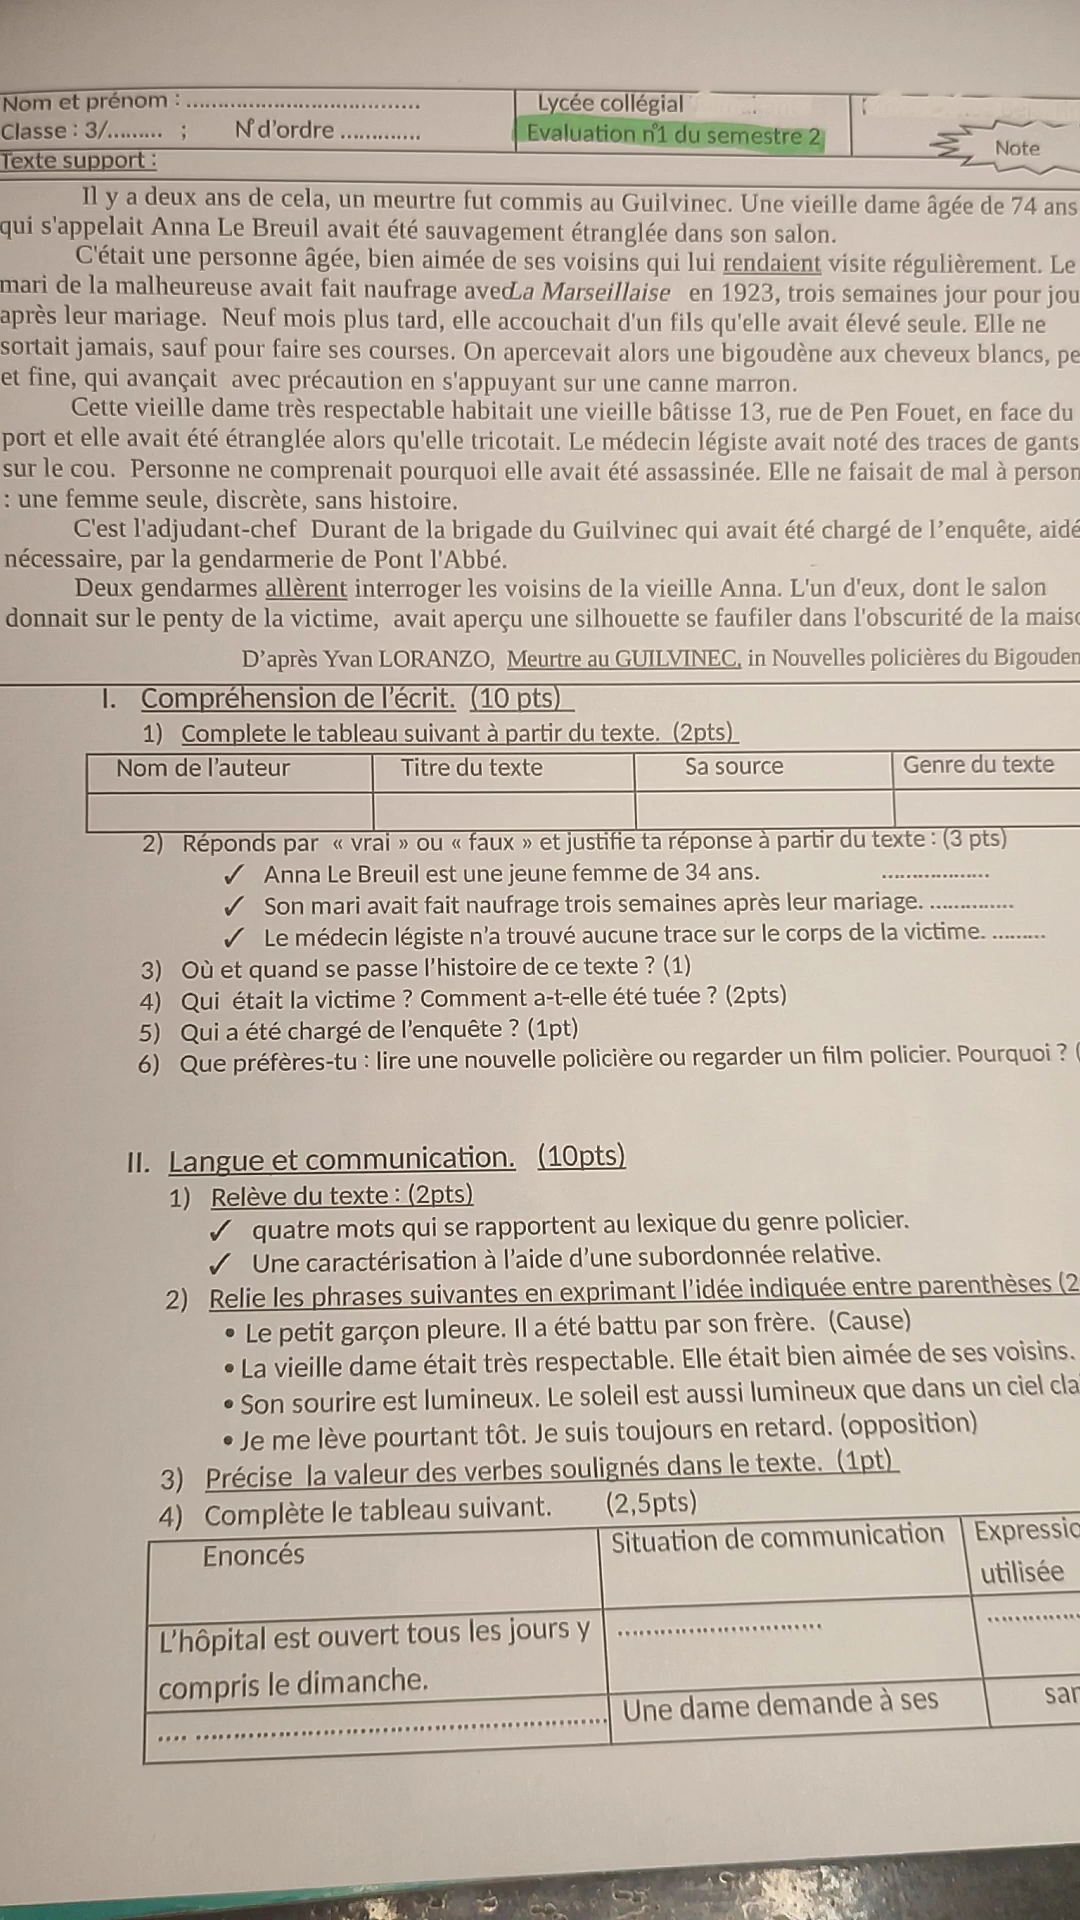 Nom et prénom : ....................................
Lycée collégial
Classe : 3/......... ; N°d'ordre .............
Evaluation n°1 du semestre 2
Note
Texte support :
Il y a deux ans de cela, un meurtre fut commis au Guilvinec. Une vieille dame âgée de 74 ans
qui s'appelait Anna Le Breuil avait été sauvagement étranglée dans son salon.
C'était une personne âgée, bien aimée de ses voisins qui lui rendaient visite régulièrement. Le
mari de la malheureuse avait fait naufrage avec La Marseillaise en 1923, trois semaines jour pour jou
après leur mariage. Neuf mois plus tard, elle accouchait d'un fils qu'elle avait élevé seule. Elle ne
sortait jamais, sauf pour faire ses courses. On apercevait alors une bigoudène aux cheveux blancs, pe
et fine, qui avançait avec précaution en s'appuyant sur une canne marron.
Cette vieille dame très respectable habitait une vieille bâtisse 13, rue de Pen Fouet, en face du
port et elle avait été étranglée alors qu'elle tricotait. Le médecin légiste avait noté des traces de gants
sur le cou. Personne ne comprenait pourquoi elle avait été assassinée. Elle ne faisait de mal à person
: une femme seule, discrète, sans histoire.
C'est l'adjudant-chef Durant de la brigade du Guilvinec qui avait été chargé de l'enquête, aidé
nécessaire, par la gendarmerie de Pont l'Abbé.
Deux gendarmes allèrent interroger les voisins de la vieille Anna. L'un d'eux, dont le salon
donnait sur le penty de la victime, avait aperçu une silhouette se faufiler dans l'obscurité de la maiso
D'après Yvan LORANZO, Meurtre au GUILVINEC, in Nouvelles policières du Bigouden
I. Compréhension de l'écrit. (10 pts)
1) Complete le tableau suivant à partir du texte. (2pts)
Nom de l'auteur Titre du texte Sa source Genre du texte
2) Réponds par « vrai » ou « faux » et justifie ta réponse à partir du texte : (3 pts)
✓ Anna Le Breuil est une jeune femme de 34 ans. ..................
✓ Son mari avait fait naufrage trois semaines après leur mariage. ..............
✓ Le médecin légiste n'a trouvé aucune trace sur le corps de la victime. .........
3) Où et quand se passe l'histoire de ce texte ? (1)
4) Qui était la victime ? Comment a-t-elle été tuée ? (2pts)
5) Qui a été chargé de l'enquête ? (1pt)
6) Que préfères-tu : lire une nouvelle policière ou regarder un film policier. Pourquoi ? (
II. Langue et communication. (10pts)
1) Relève du texte : (2pts)
✓ quatre mots qui se rapportent au lexique du genre policier.
✓ Une caractérisation à l'aide d'une subordonnée relative.
2) Relie les phrases suivantes en exprimant l'idée indiquée entre parenthèses (2
• Le petit garçon pleure. Il a été battu par son frère. (Cause)
• La vieille dame était très respectable. Elle était bien aimée de ses voisins.
• Son sourire est lumineux. Le soleil est aussi lumineux que dans un ciel cla
• Je me lève pourtant tôt. Je suis toujours en retard. (opposition)
3) Précise la valeur des verbes soulignés dans le texte. (1pt)
4) Complète le tableau suivant. (2,5pts)
Enoncés Situation de communication Expressio
utilisée
L'hôpital est ouvert tous les jours y ............................ .............
compris le dimanche.
.... ......................................................... Une dame demande à ses san